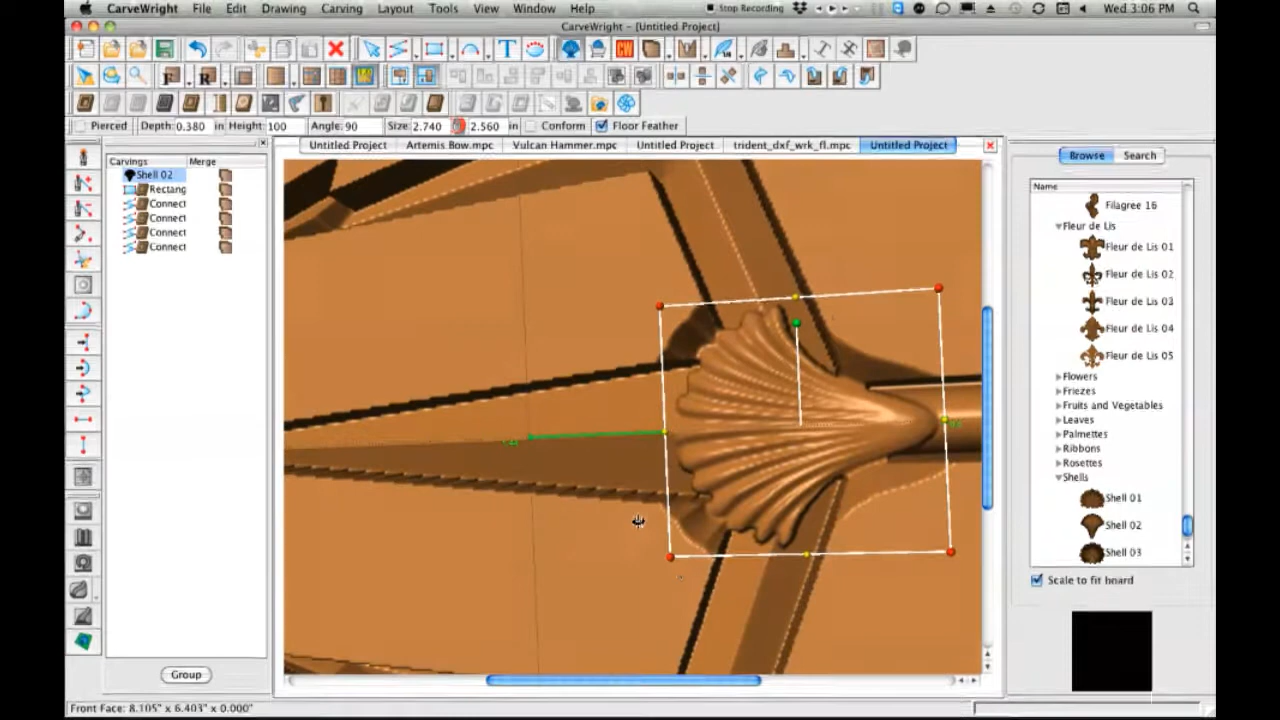 CarveWright File Edit Drawing Carving Layout Tools View Window Help Stop Recording Wed 3:06 PM
CarveWright - [Untitled Project]
Pierced Depth: 0.380 in Height: 100 Angle: 90 Size: 2.740 2.560 in Conform Floor Feather
Untitled Project Artemis Bow.mpc Vulcan Hammer.mpc Untitled Project trident_dxf_wrk_fl.mpc Untitled Project
Browse Search
Carvings Merge
Shell 02
Rectang
Connect
Connect
Connect
Connect
Name
Filagree 16
Fleur de Lis
Fleur de Lis 01
Fleur de Lis 02
Fleur de Lis 03
Fleur de Lis 04
Fleur de Lis 05
Flowers
Friezes
Fruits and Vegetables
Leaves
Palmettes
Ribbons
Rosettes
Shells
Shell 01
Shell 02
Shell 03
Scale to fit board
Group
Front Face: 8.105" x 6.403" x 0.000"